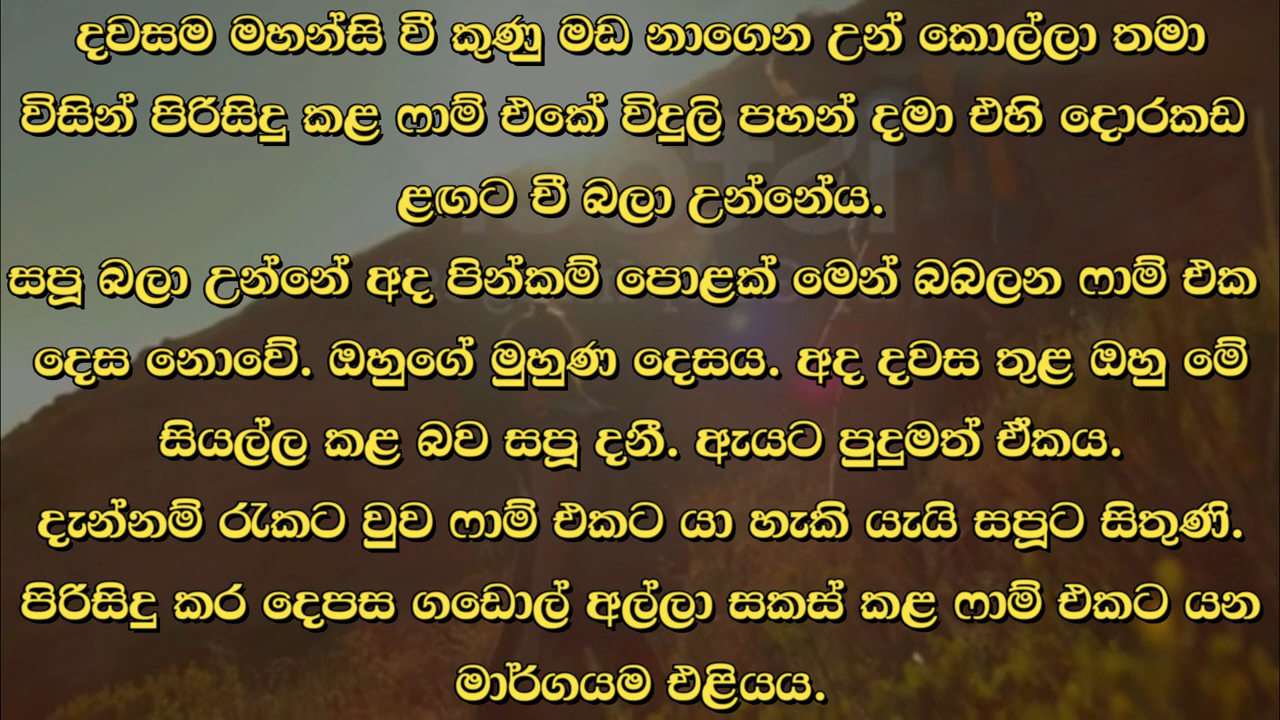 දවසම මහන්සි වී කුණු මඩ නාගෙන උන් කොල්ලා තමා
විසින් පිරිසිදු කළ ෆාම් එකේ විදුලි පහන් දමා එහි දොරකඩ
ළඟට වී බලා උන්නේය.
සපූ බලා උන්නේ අද පින්කම් පොළක් මෙන් බබලන ෆාම් එක
දෙස නොවේ. ඔහුගේ මුහුණ දෙසය. අද දවස තුළ ඔහු මේ
සියල්ල කළ බව සපූ දනී. ඇයට පුදුමත් ඒකය.
දැන්නම් රැකට වුව ෆාම් එකට යා හැකි යැයි සපූට සිතුණි.
පිරිසිදු කර දෙපස ගඩොල් අල්ලා සකස් කළ ෆාම් එකට යන
මාර්ගයම එළියය.